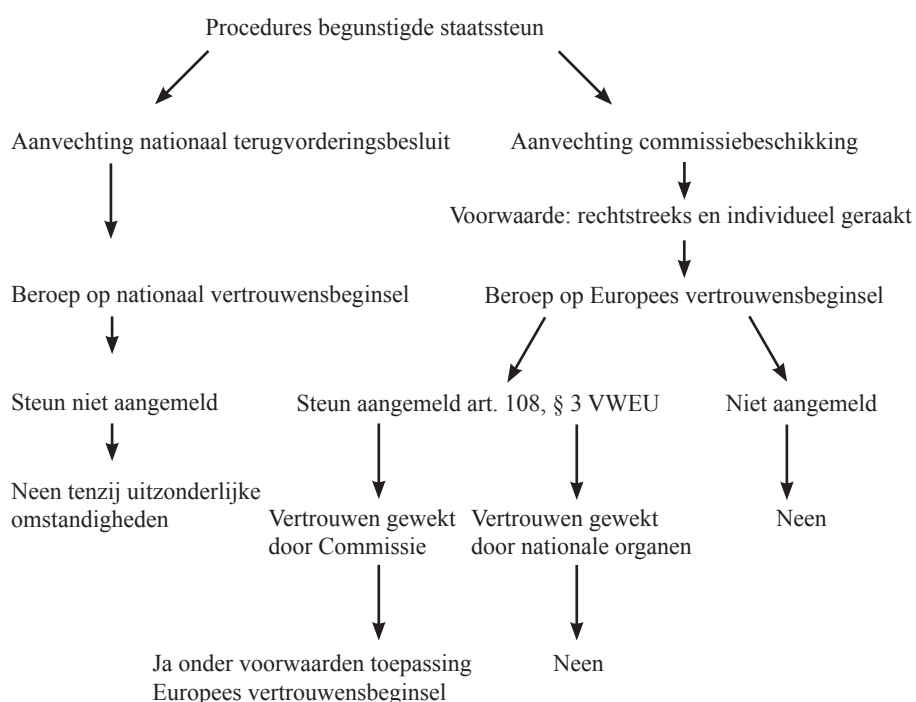 Procedures begunstigde staatssteun
Aanvechting nationaal terugvorderingsbesluit
Aanvechting commissiebeschikking
Voorwaarde: rechtstreeks en individueel geraakt
Beroep op nationaal vertrouwensbeginsel
Beroep op Europees vertrouwensbeginsel
Steun niet aangemeld
Steun aangemeld art. 108, § 3 VWEU
Niet aangemeld
Neen tenzij uitzonderlijke
omstandigheden
Vertrouwen gewekt
door Commissie
Vertrouwen gewekt
door nationale organen
Neen
Ja onder voorwaarden toepassing
Europees vertrouwensbeginsel
Neen